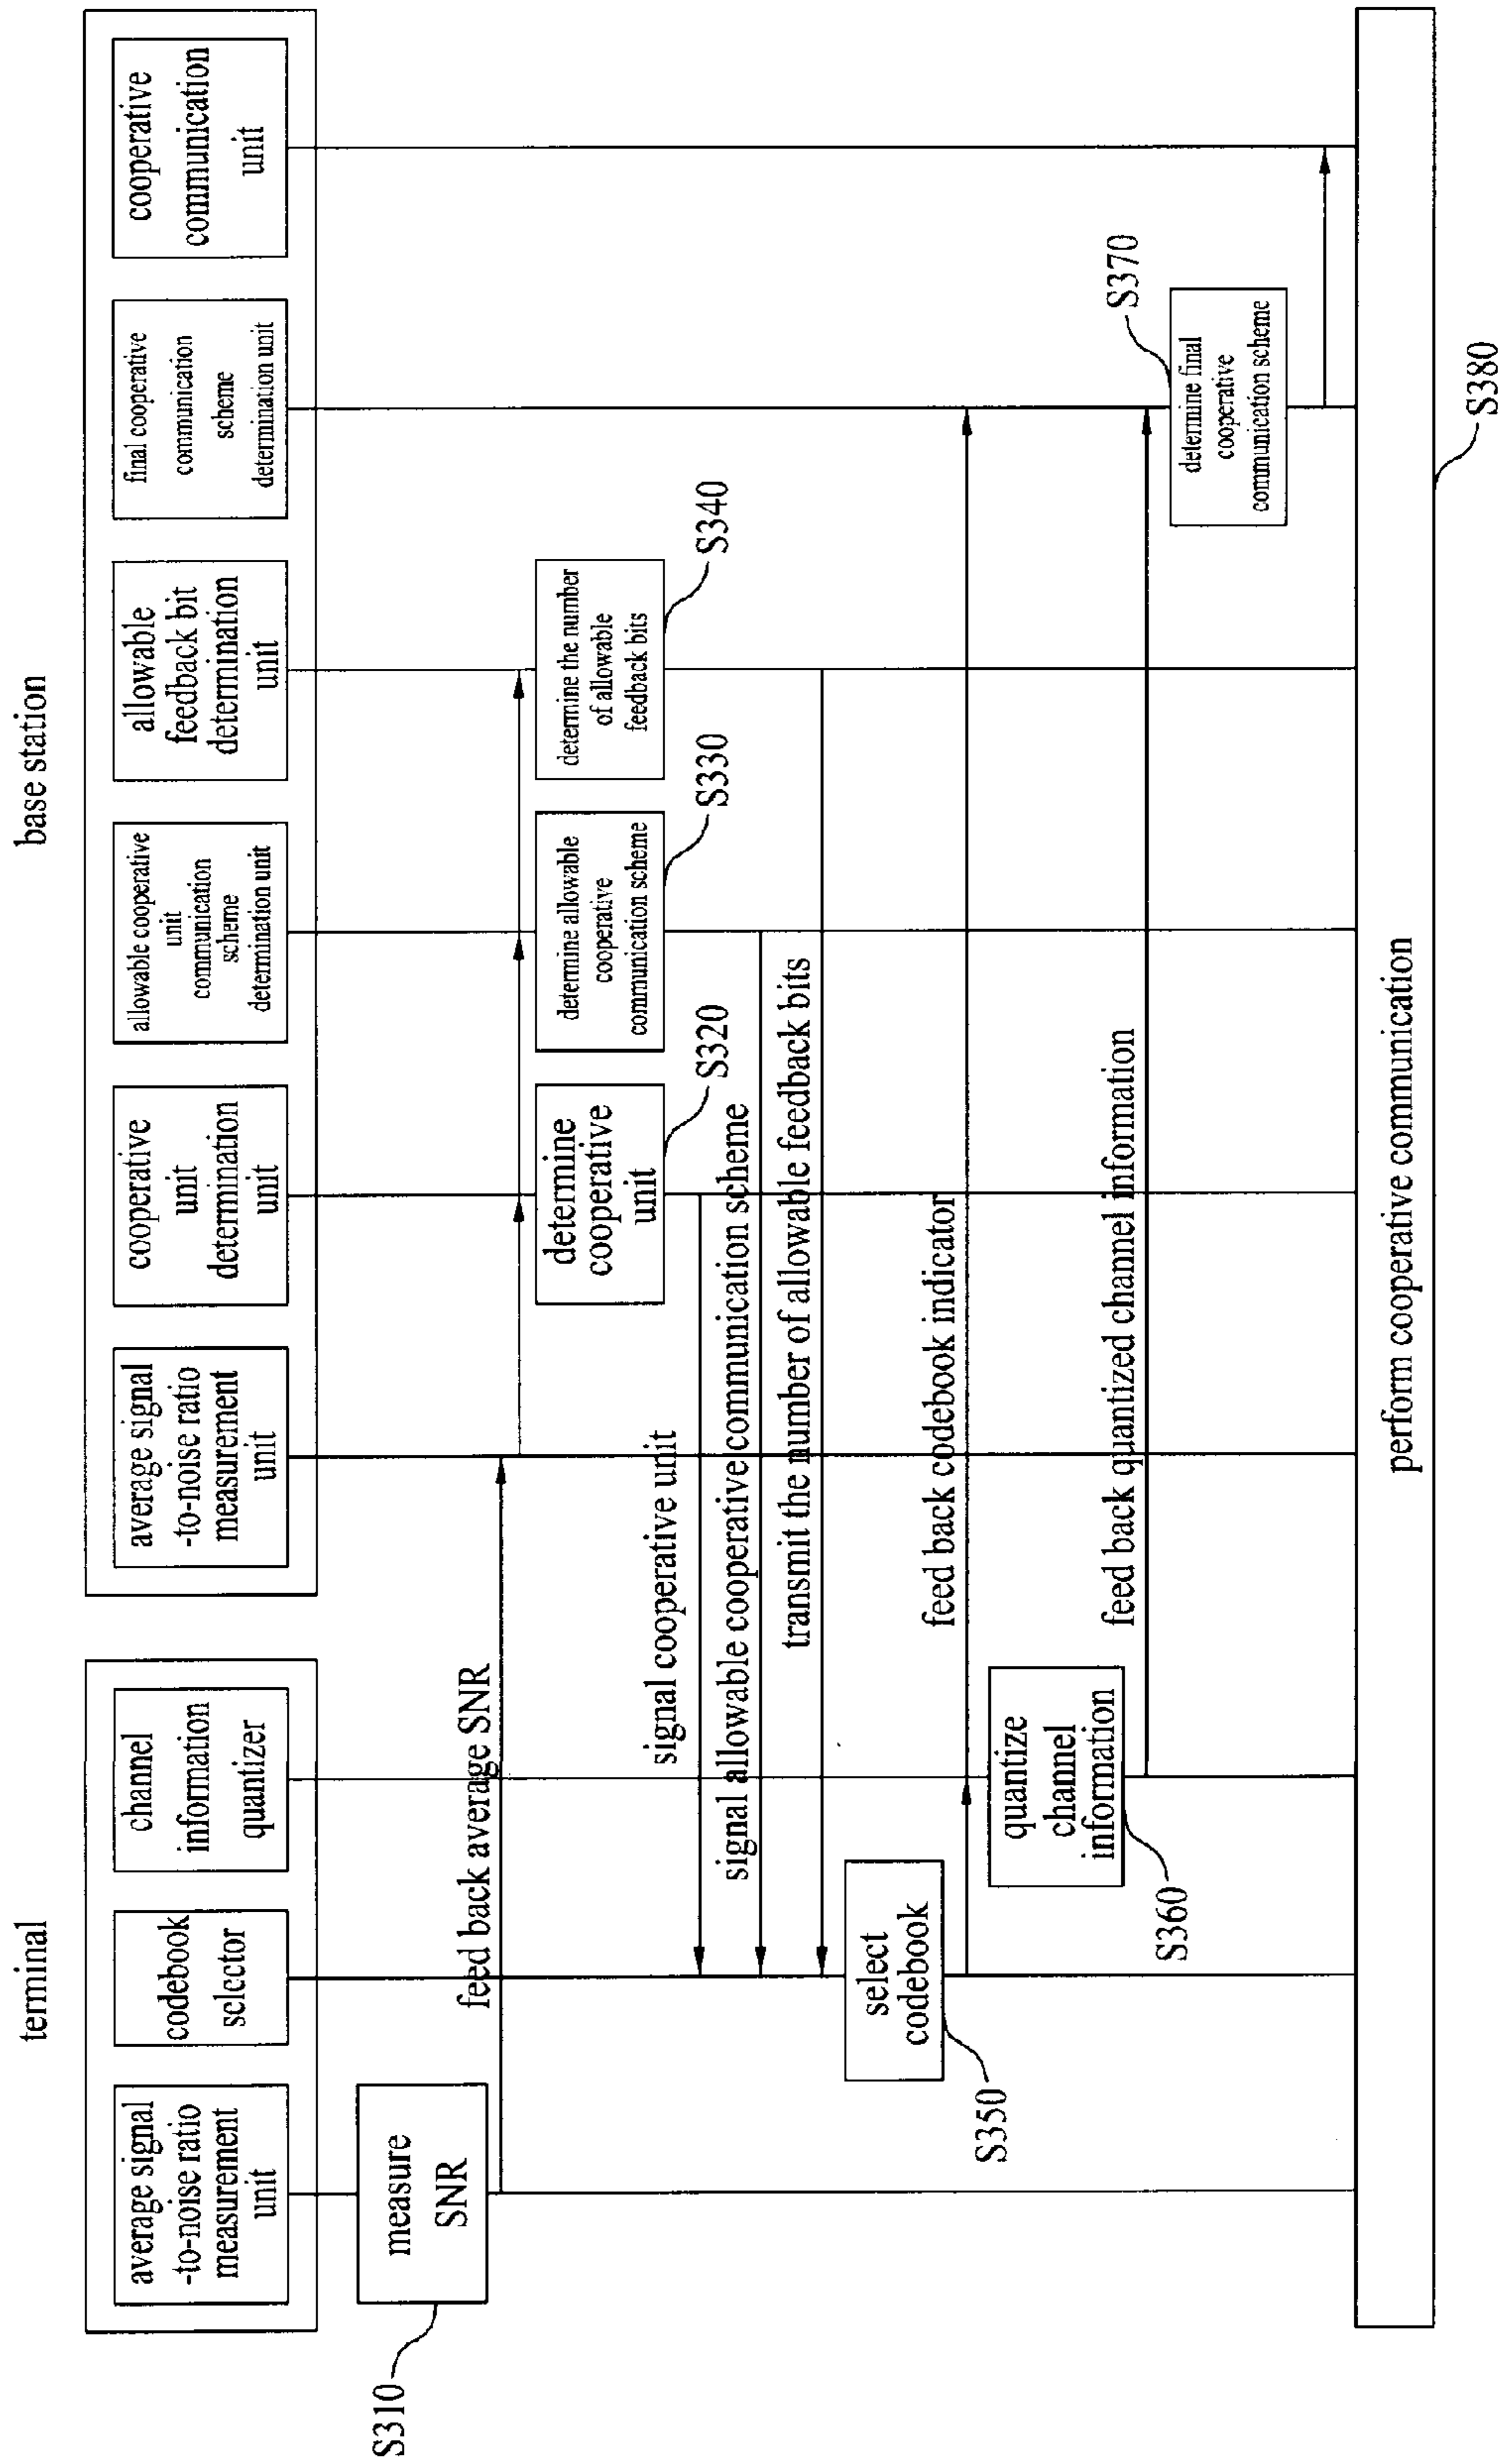 terminal
base station
average signal
-to-noise ratio
measurement
unit
codebook
selector
channel
information
quantizer
average signal
-to-noise ratio
measurement
unit
cooperative
unit
determination
unit
allowable cooperative
unit
communication
scheme
determination unit
allowable
feedback bit
determination
unit
final cooperative
communication
scheme
determination unit
cooperative
communication
unit
S310
measure
SNR
feed back average SNR
determine
cooperative
unit
S320
determine allowable
cooperative
communication scheme
S330
determine the number
of allowable
feedback bits
S340
signal cooperative unit
signal allowable cooperative communication scheme
transmit the number of allowable feedback bits
select
codebook
S350
feed back codebook indicator
quantize
channel
information
S360
feed back quantized channel information
determine final
cooperative
communication scheme
S370
perform cooperative communication
S380